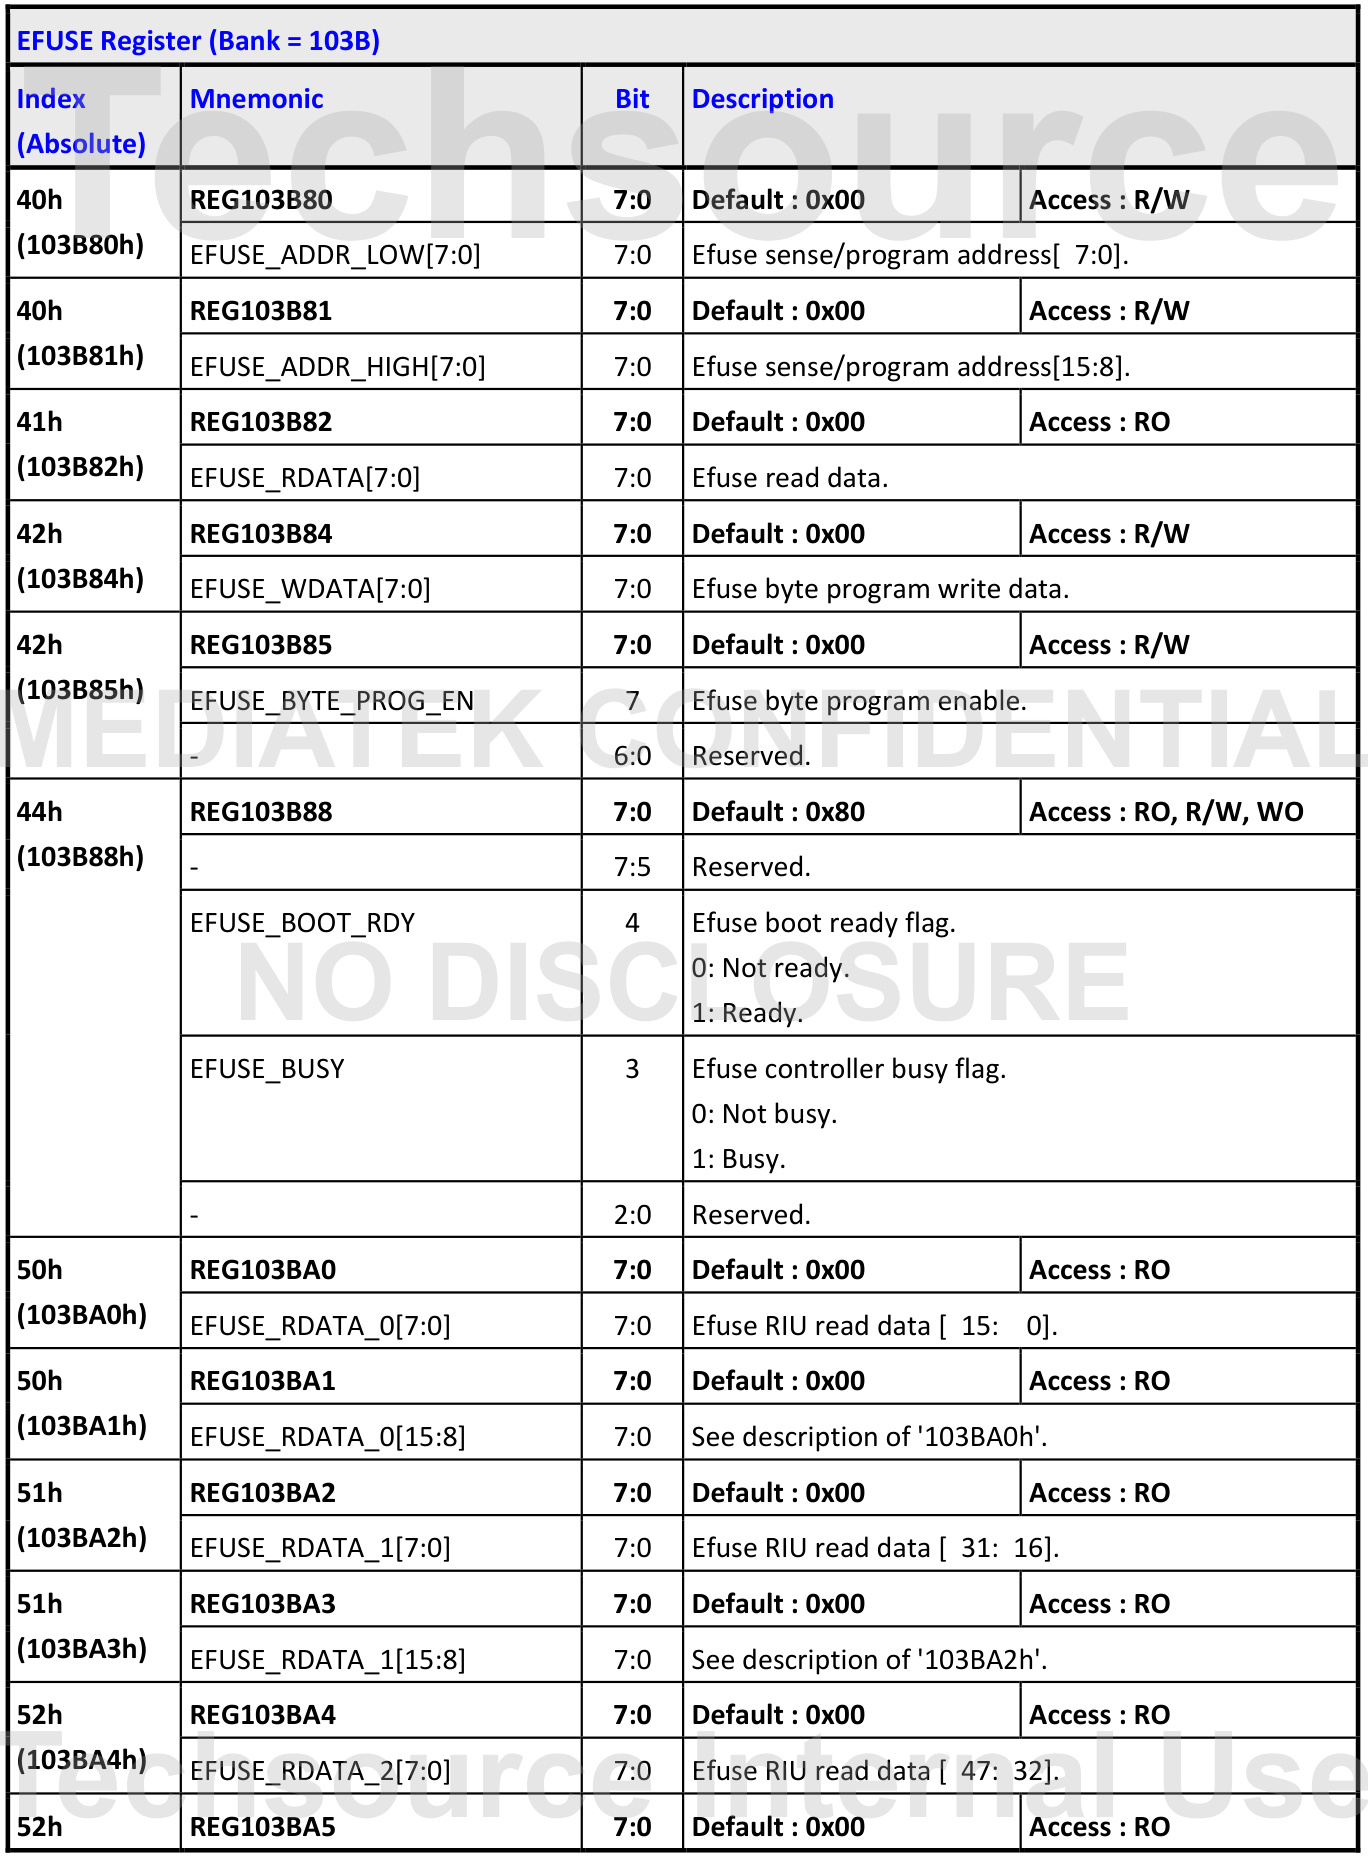 EFUSE Register (Bank = 103B)
Index (Absolute) Mnemonic Bit Description
40h (103B80h) REG103B80 7:0 Default : 0x00 Access : R/W
EFUSE_ADDR_LOW[7:0] 7:0 Efuse sense/program address[ 7:0].
40h (103B81h) REG103B81 7:0 Default : 0x00 Access : R/W
EFUSE_ADDR_HIGH[7:0] 7:0 Efuse sense/program address[15:8].
41h (103B82h) REG103B82 7:0 Default : 0x00 Access : RO
EFUSE_RDATA[7:0] 7:0 Efuse read data.
42h (103B84h) REG103B84 7:0 Default : 0x00 Access : R/W
EFUSE_WDATA[7:0] 7:0 Efuse byte program write data.
42h (103B85h) REG103B85 7:0 Default : 0x00 Access : R/W
EFUSE_BYTE_PROG_EN 7 Efuse byte program enable.
- 6:0 Reserved.
44h (103B88h) REG103B88 7:0 Default : 0x80 Access : RO, R/W, WO
- 7:5 Reserved.
EFUSE_BOOT_RDY 4 Efuse boot ready flag.
0: Not ready.
1: Ready.
EFUSE_BUSY 3 Efuse controller busy flag.
0: Not busy.
1: Busy.
- 2:0 Reserved.
50h (103BA0h) REG103BA0 7:0 Default : 0x00 Access : RO
EFUSE_RDATA_0[7:0] 7:0 Efuse RIU read data [ 15: 0].
50h (103BA1h) REG103BA1 7:0 Default : 0x00 Access : RO
EFUSE_RDATA_0[15:8] 7:0 See description of '103BA0h'.
51h (103BA2h) REG103BA2 7:0 Default : 0x00 Access : RO
EFUSE_RDATA_1[7:0] 7:0 Efuse RIU read data [ 31: 16].
51h (103BA3h) REG103BA3 7:0 Default : 0x00 Access : RO
EFUSE_RDATA_1[15:8] 7:0 See description of '103BA2h'.
52h (103BA4h) REG103BA4 7:0 Default : 0x00 Access : RO
EFUSE_RDATA_2[7:0] 7:0 Efuse RIU read data [ 47: 32].
52h REG103BA5 7:0 Default : 0x00 Access : RO
Techsource
MEDIATEK CONFIDENTIAL
NO DISCLOSURE
Techsource Internal Use